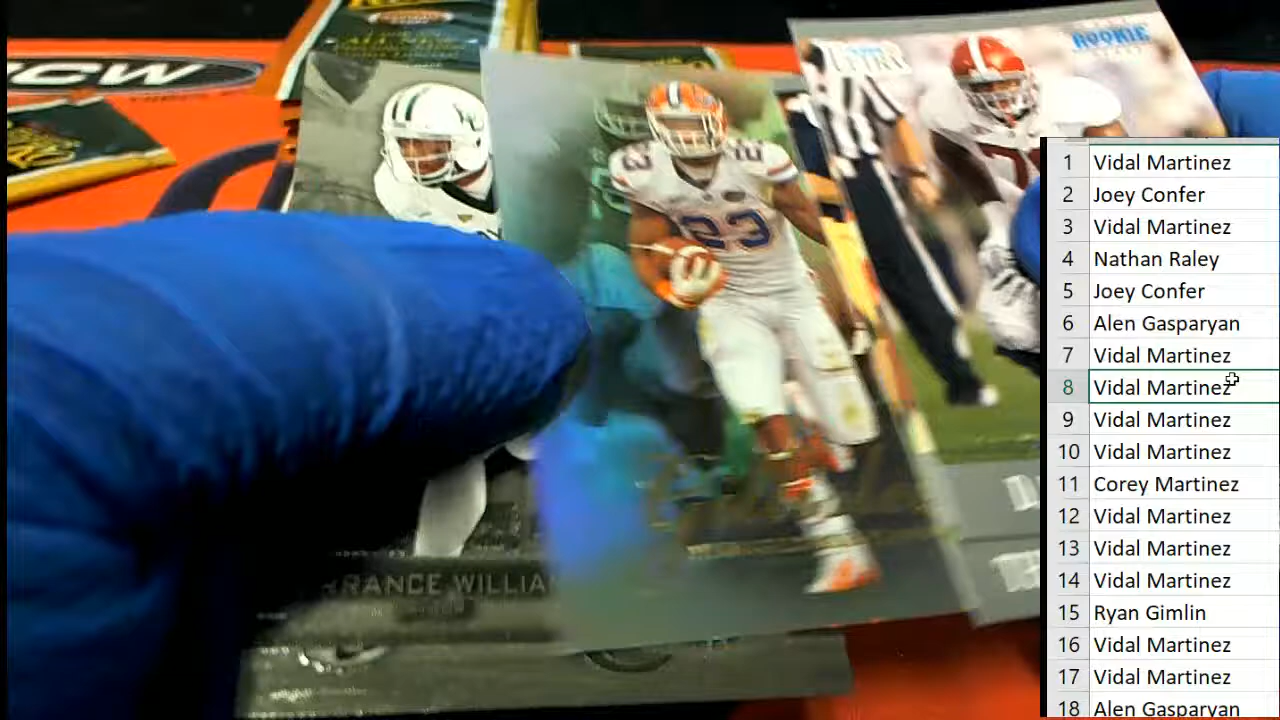 CW
ROOKIE
23
RRANCE WILLIA
1 Vidal Martinez
2 Joey Confer
3 Vidal Martinez
4 Nathan Raley
5 Joey Confer
6 Alen Gasparyan
7 Vidal Martinez
8 Vidal Martinez
9 Vidal Martinez
10 Vidal Martinez
11 Corey Martinez
12 Vidal Martinez
13 Vidal Martinez
14 Vidal Martinez
15 Ryan Gimlin
16 Vidal Martinez
17 Vidal Martinez
18 Alen Gasparyan